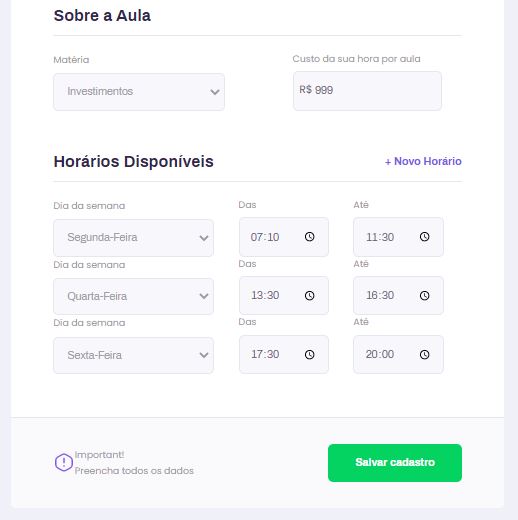 Sobre a Aula
Matéria
Custo da sua hora por aula
Investimentos
R$ 999
Horários Disponíveis
+ Novo Horário
Dia da semana Das Até
Segunda-Feira 07:10 11:30
Dia da semana Das Até
Quarta-Feira 13:30 16:30
Dia da semana Das Até
Sexta-Feira 17:30 20:00
Important!
Preencha todos os dados
Salvar cadastro